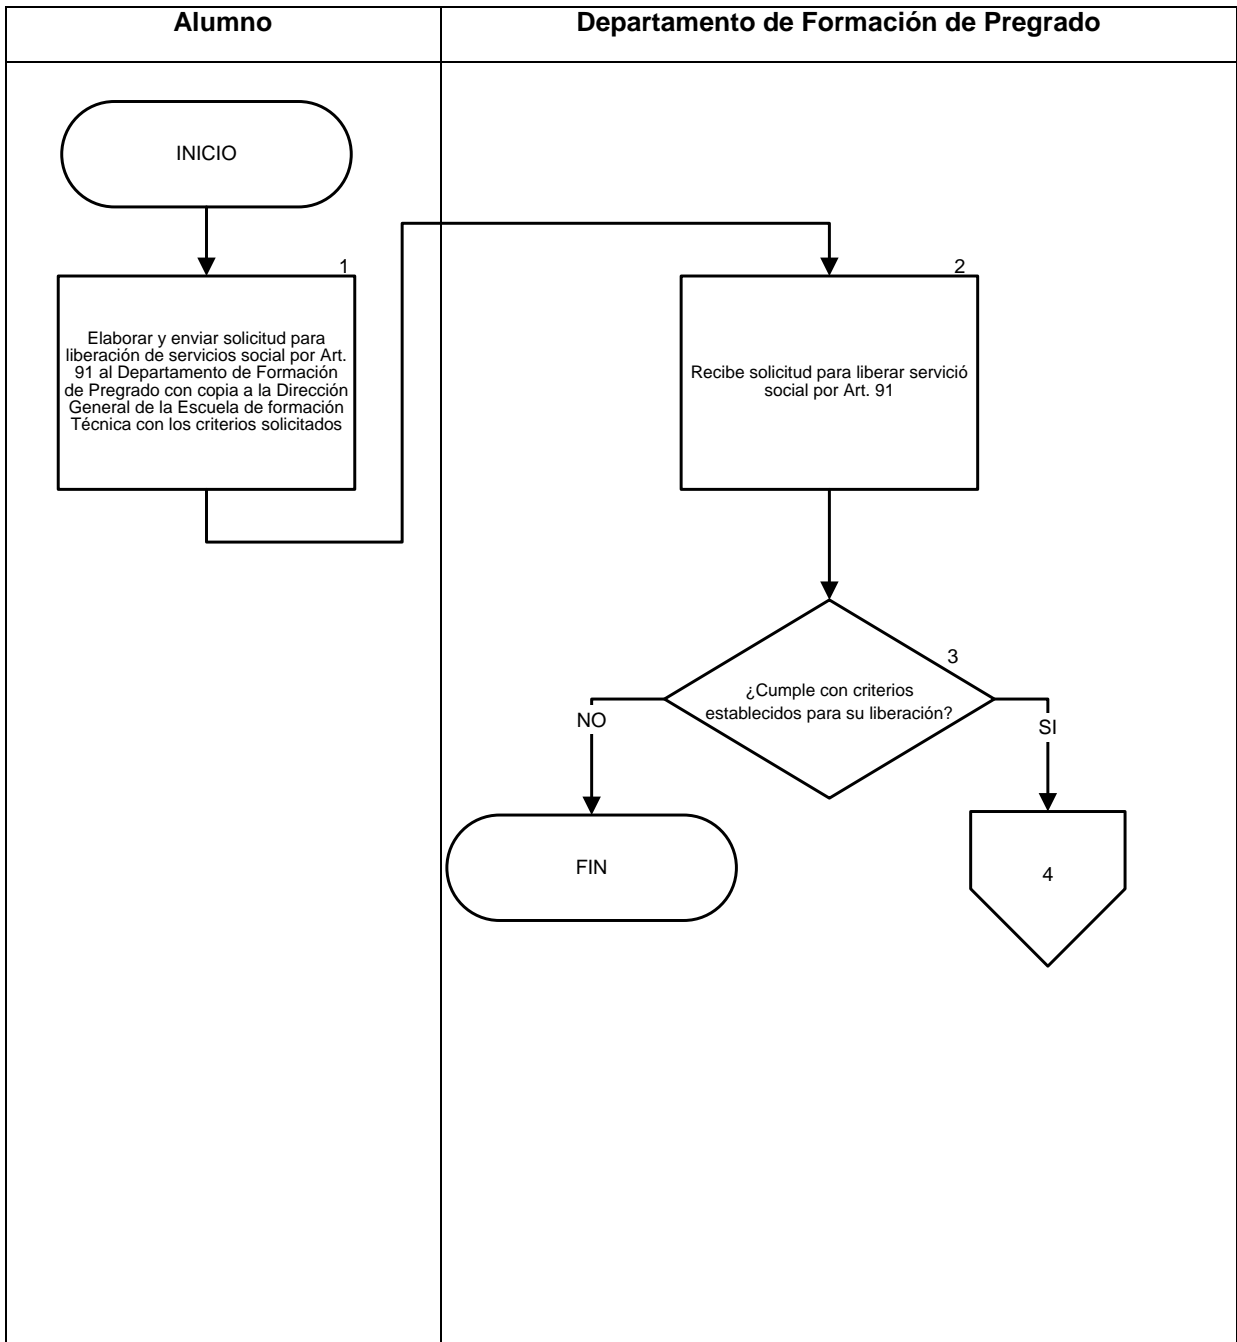 Alumno
Departamento de Formación de Pregrado
INICIO
1
Elaborar y enviar solicitud para
liberación de servicios social por Art.
91 al Departamento de Formación
de Pregrado con copia a la Dirección
General de la Escuela de formación
Técnica con los criterios solicitados
2
Recibe solicitud para liberar servició
social por Art. 91
3
¿Cumple con criterios
establecidos para su liberación?
NO
SI
FIN
4